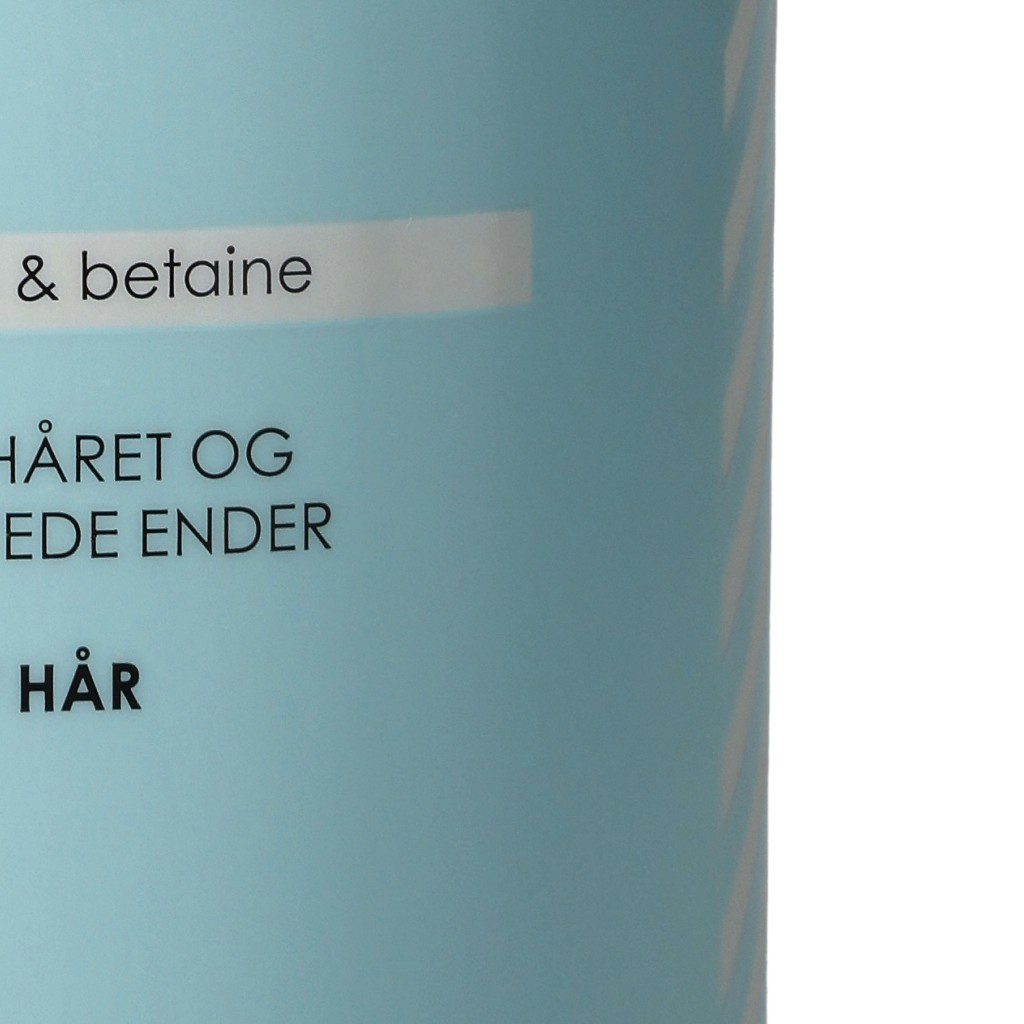 & betaine
HÅRET OG
EDE ENDER
HÅR